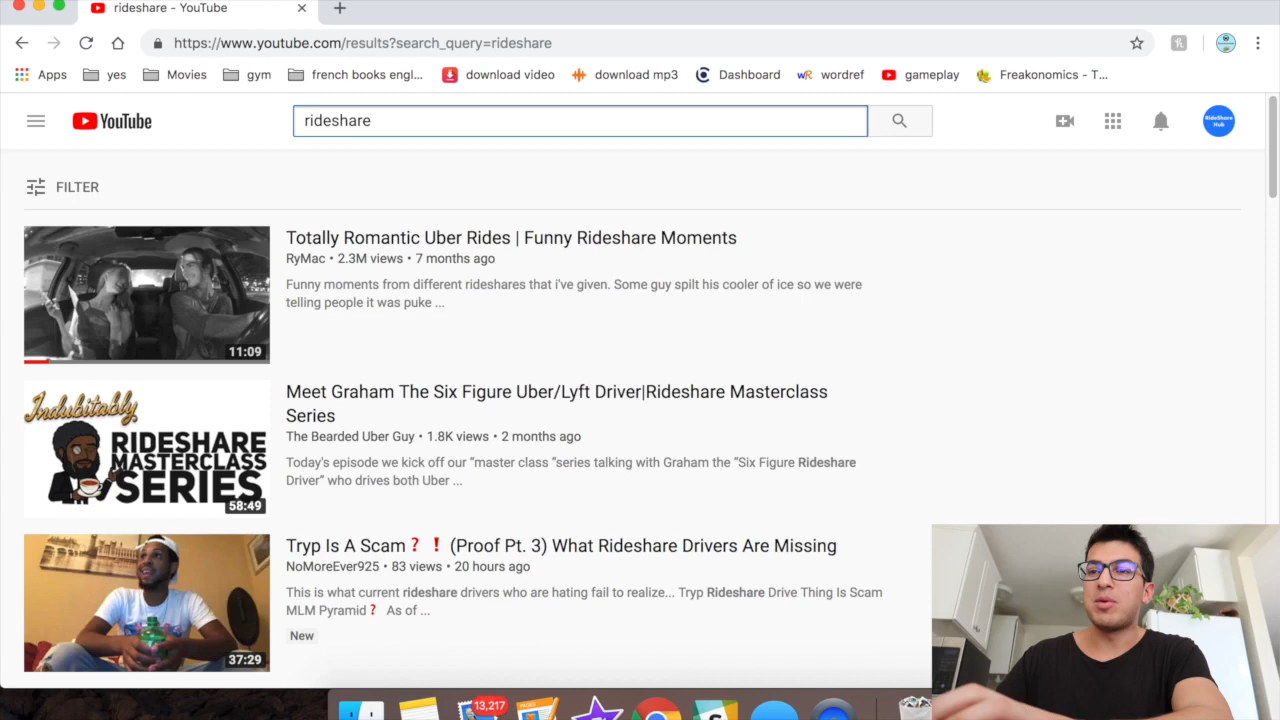 rideshare - YouTube
https://www.youtube.com/results?search_query=rideshare
Apps yes Movies gym french books engl... download video download mp3 Dashboard wordref gameplay Freakonomics - T...
YouTube
rideshare
RideShare
Hub
FILTER
Totally Romantic Uber Rides | Funny Rideshare Moments
RyMac • 2.3M views • 7 months ago
Funny moments from different rideshares that i've given. Some guy spilt his cooler of ice so we were
telling people it was puke ...
11:09
Meet Graham The Six Figure Uber/Lyft Driver|Rideshare Masterclass
Series
The Bearded Uber Guy • 1.8K views • 2 months ago
Today's episode we kick off our "master class "series talking with Graham the "Six Figure Rideshare
Driver" who drives both Uber ...
Indubitably
RIDESHARE
MASTERCLASS
SERIES
58:49
Tryp Is A Scam❓❗ (Proof Pt. 3) What Rideshare Drivers Are Missing
NoMoreEver925 • 83 views • 20 hours ago
This is what current rideshare drivers who are hating fail to realize... Tryp Rideshare Drive Thing Is Scam
MLM Pyramid❓ As of ...
New
37:29
13,217